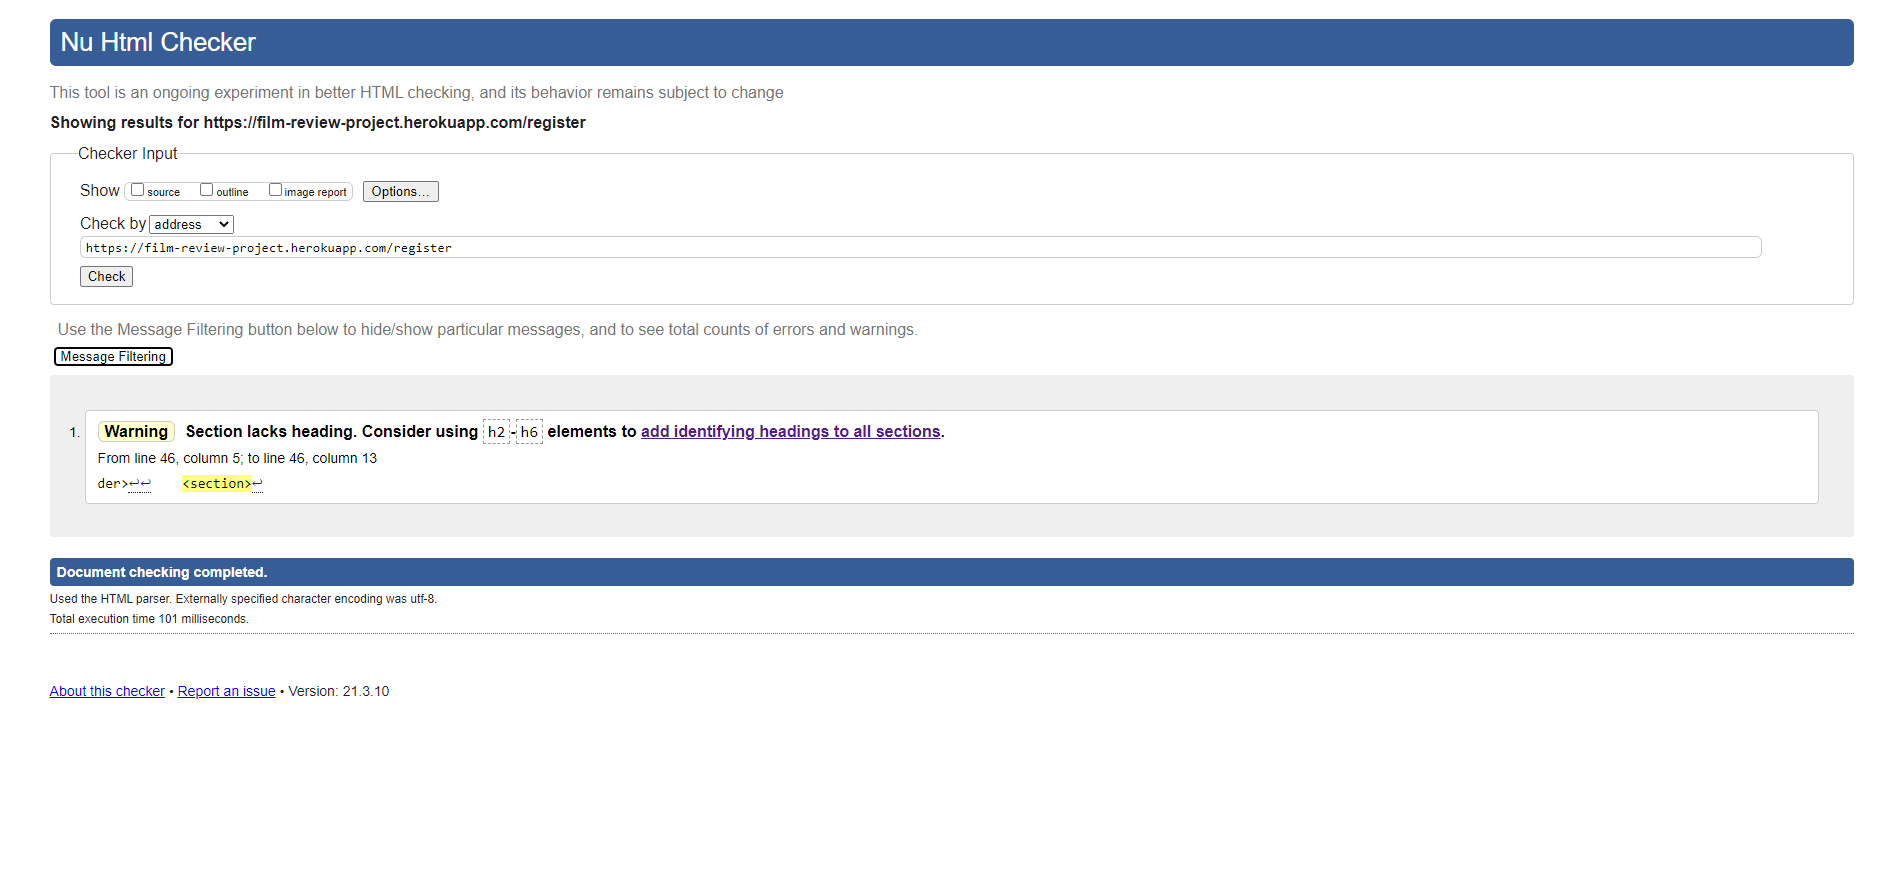 Nu Html Checker
This tool is an ongoing experiment in better HTML checking, and its behavior remains subject to change
Showing results for https://film-review-project.herokuapp.com/register
Checker Input
Show source outline image report Options...
Check by address
https://film-review-project.herokuapp.com/register
Check
Use the Message Filtering button below to hide/show particular messages, and to see total counts of errors and warnings.
Message Filtering
1. Warning Section lacks heading. Consider using h2-h6 elements to add identifying headings to all sections.
From line 46, column 5; to line 46, column 13
der>↩↩ <section>↩
Document checking completed.
Used the HTML parser. Externally specified character encoding was utf-8.
Total execution time 101 milliseconds.
About this checker • Report an issue • Version: 21.3.10